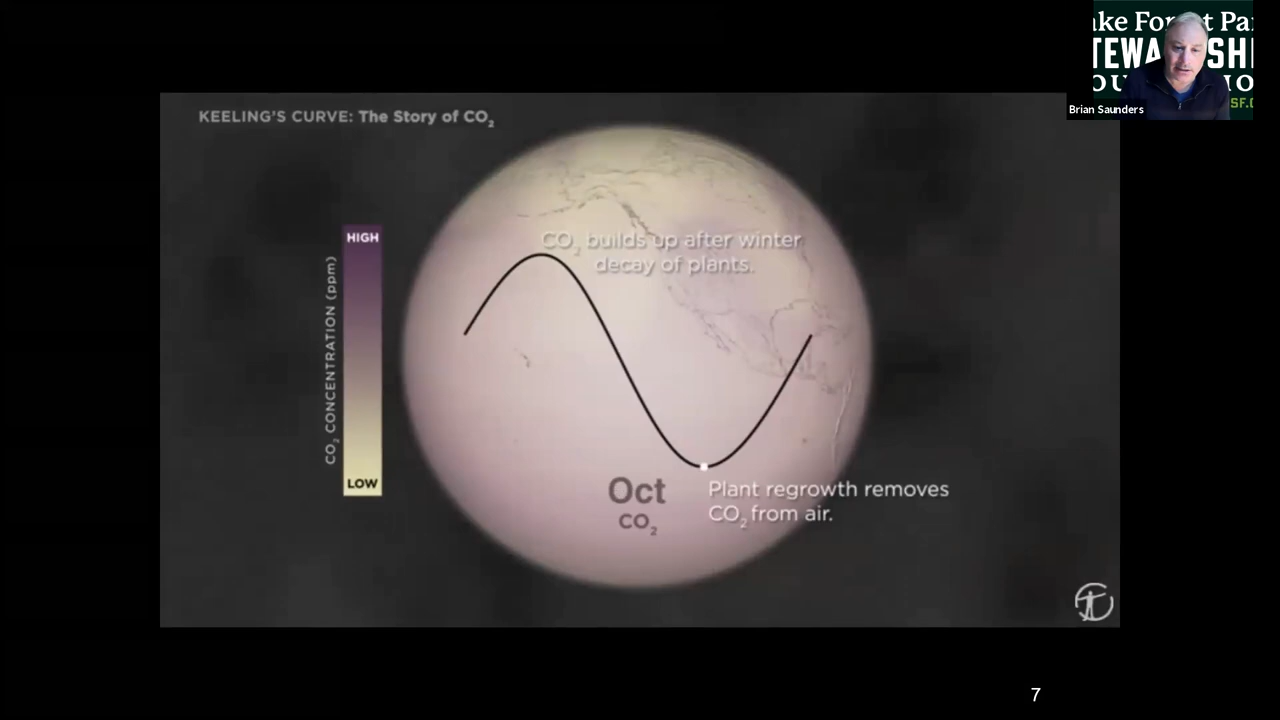 KEELING'S CURVE: The Story of CO₂
HIGH
CO₂ CONCENTRATION (ppm)
LOW
CO₂ builds up after winter
decay of plants.
Oct
CO₂
Plant regrowth removes
CO₂ from air.
7
Brian Saunders